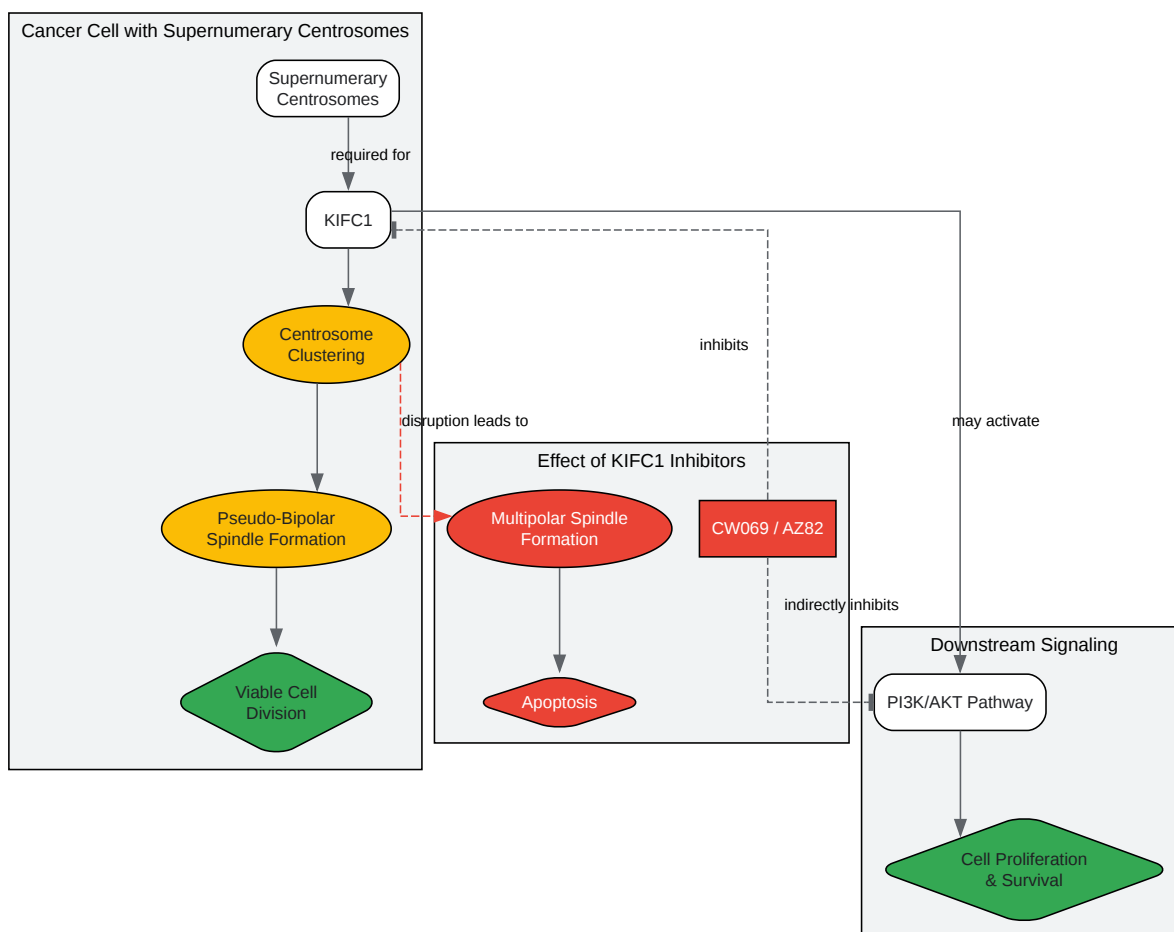 Cancer Cell with Supernumerary Centrosomes
Supernumerary
Centrosomes
required for
KIFC1
Centrosome
Clustering
inhibits
disruption leads to
may activate
Effect of KIFC1 Inhibitors
Pseudo-Bipolar
Spindle Formation
Multipolar Spindle
Formation
CW069 / AZ82
indirectly inhibits
Downstream Signaling
Viable Cell
Division
Apoptosis
PI3K/AKT Pathway
Cell Proliferation
& Survival